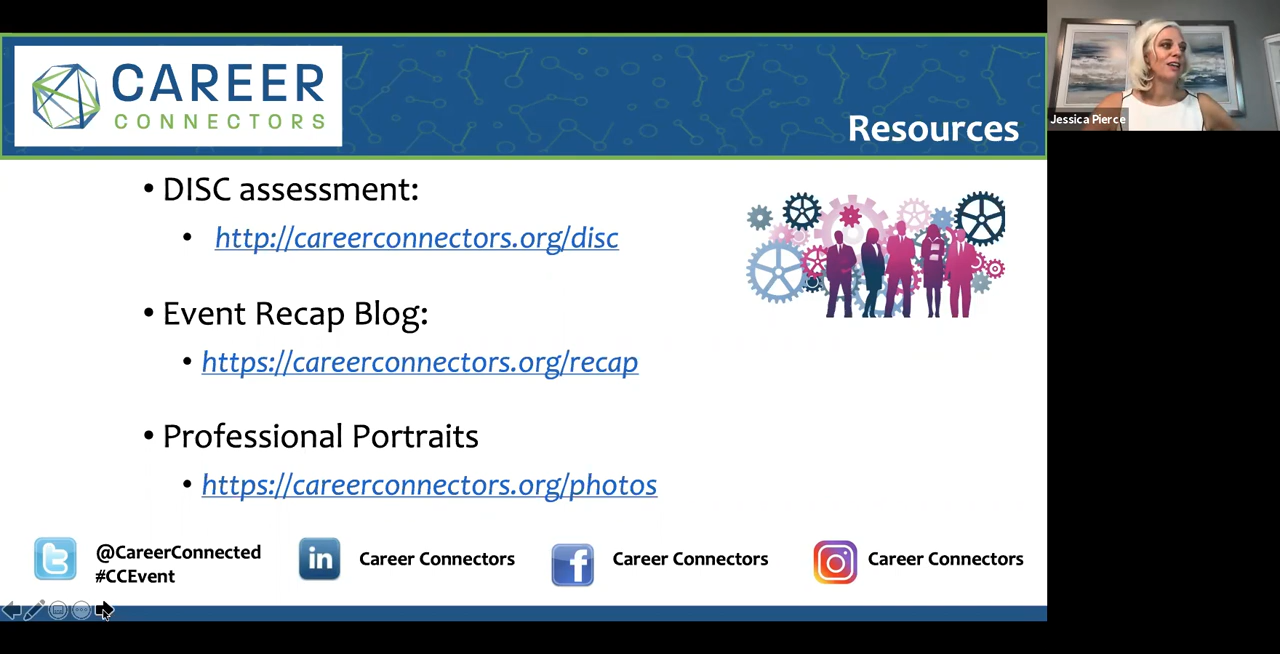 CAREER
CONNECTORS
Resources
Jessica Pierce
• DISC assessment:
• http://careerconnectors.org/disc
• Event Recap Blog:
• https://careerconnectors.org/recap
• Professional Portraits
• https://careerconnectors.org/photos
@CareerConnected
#CCEvent
in
Career Connectors
f
Career Connectors
Career Connectors